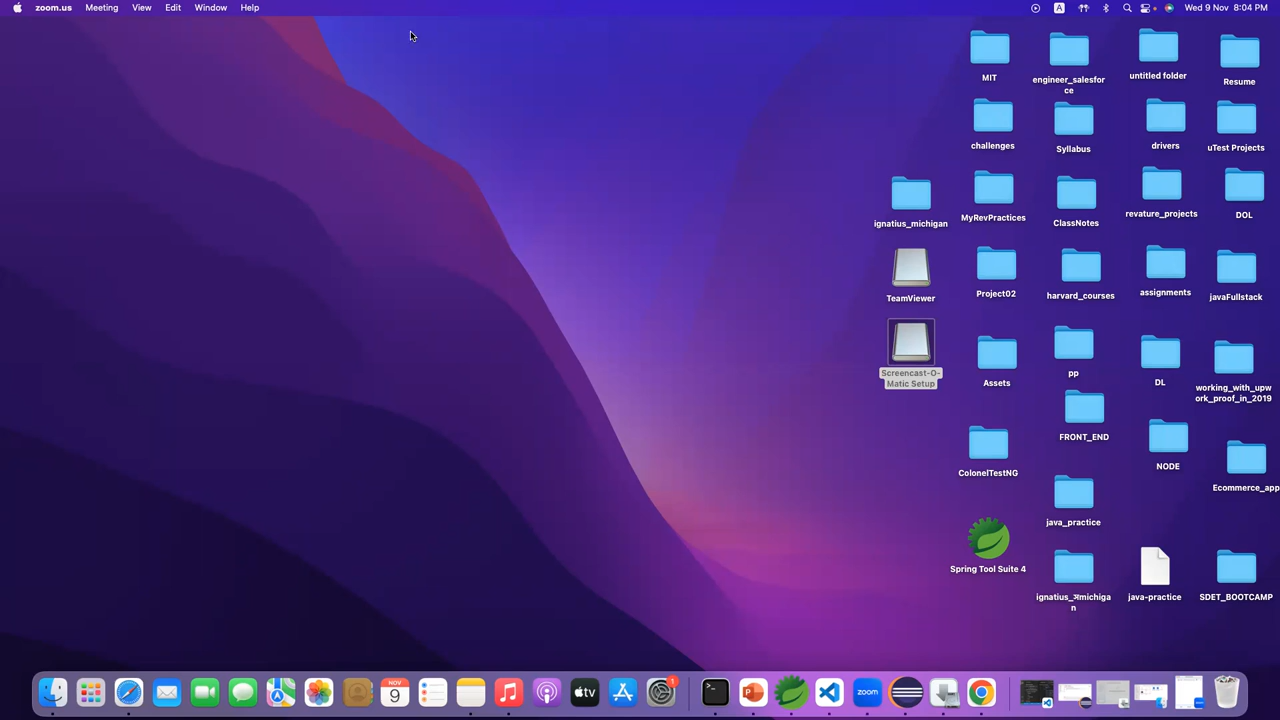 zoom.us Meeting View Edit Window Help A Wed 9 Nov 8:04 PM
MIT
engineer_salesfor
ce
untitled folder
Resume
challenges
Syllabus
drivers
uTest Projects
ignatius_michigan
MyRevPractices
ClassNotes
revature_projects
DOL
TeamViewer
Project02
harvard_courses
assignments
javaFullstack
Screencast-O-
Matic Setup
Assets
pp
DL
working_with_upw
ork_proof_in_2019
FRONT_END
ColonelTestNG
NODE
Ecommerce_app
java_practice
Spring Tool Suite 4
java-practice
SDET_BOOTCAMP
NOV
9
tv
1
zoom